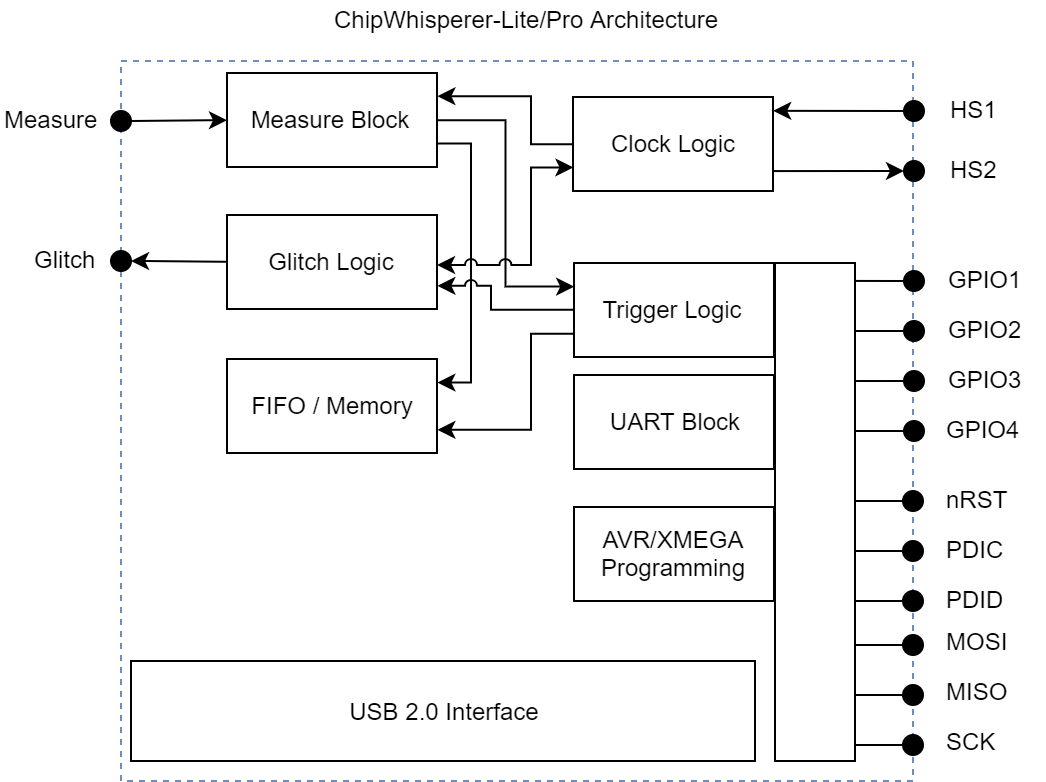 ChipWhisperer-Lite/Pro Architecture
Measure
Measure Block
Clock Logic
HS1
HS2
Glitch
Glitch Logic
Trigger Logic
GPIO1
GPIO2
GPIO3
GPIO4
FIFO / Memory
UART Block
nRST
AVR/XMEGA
Programming
PDIC
PDID
MOSI
MISO
SCK
USB 2.0 Interface